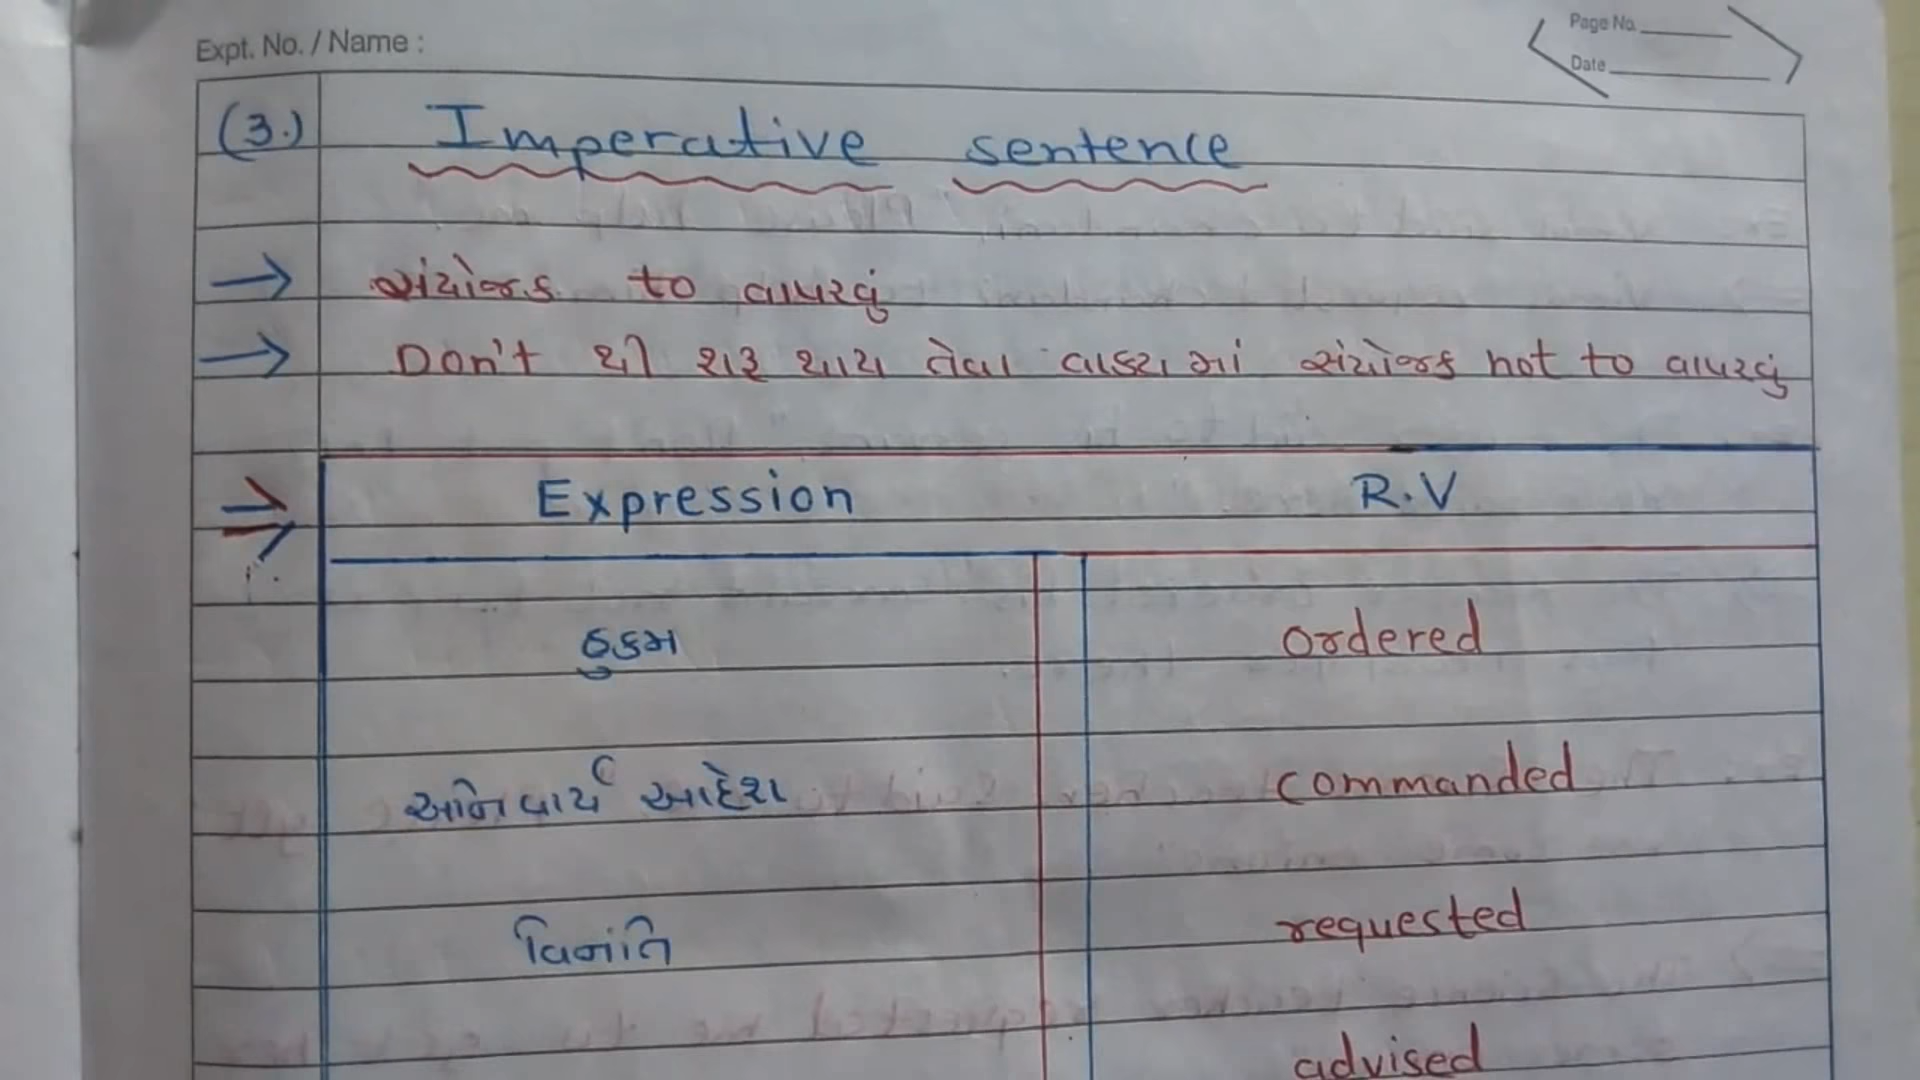 Expt. No. / Name :
Page No.
Date
(3.) Imperative sentence
→ સંયોજક to વાપરવું
→ Don't થી શરૂ થાય તેવા વાક્યમાં સંયોજક not to વાપરવું
Expression R.V
હુકમ ordered
અનિવાર્ય આદેશ commanded
વિનંતિ requested
advised